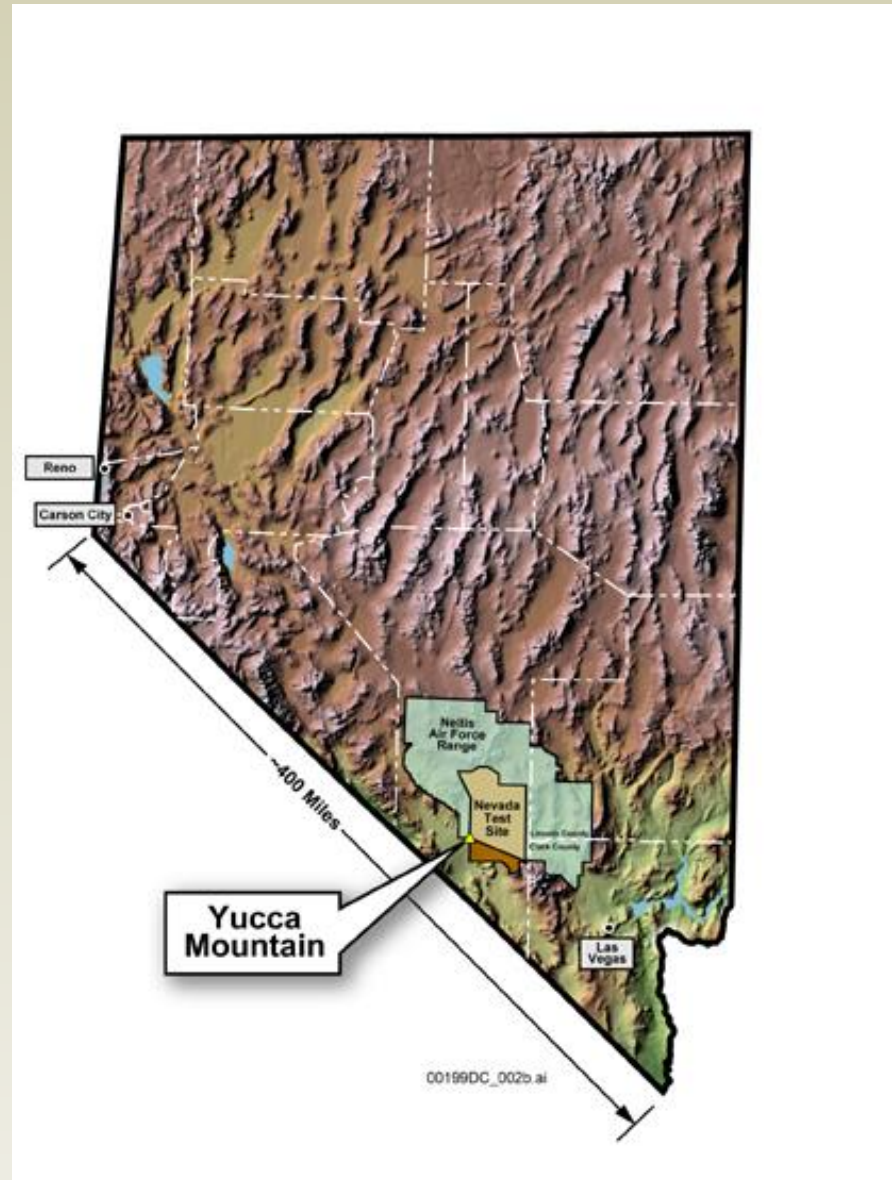 Reno
Carson City
Nellis
Air Force
Range
~400 Miles
Nevada
Test
Site
Lincoln County
Clark County
Yucca
Mountain
Las
Vegas
00199DC_002b.ai